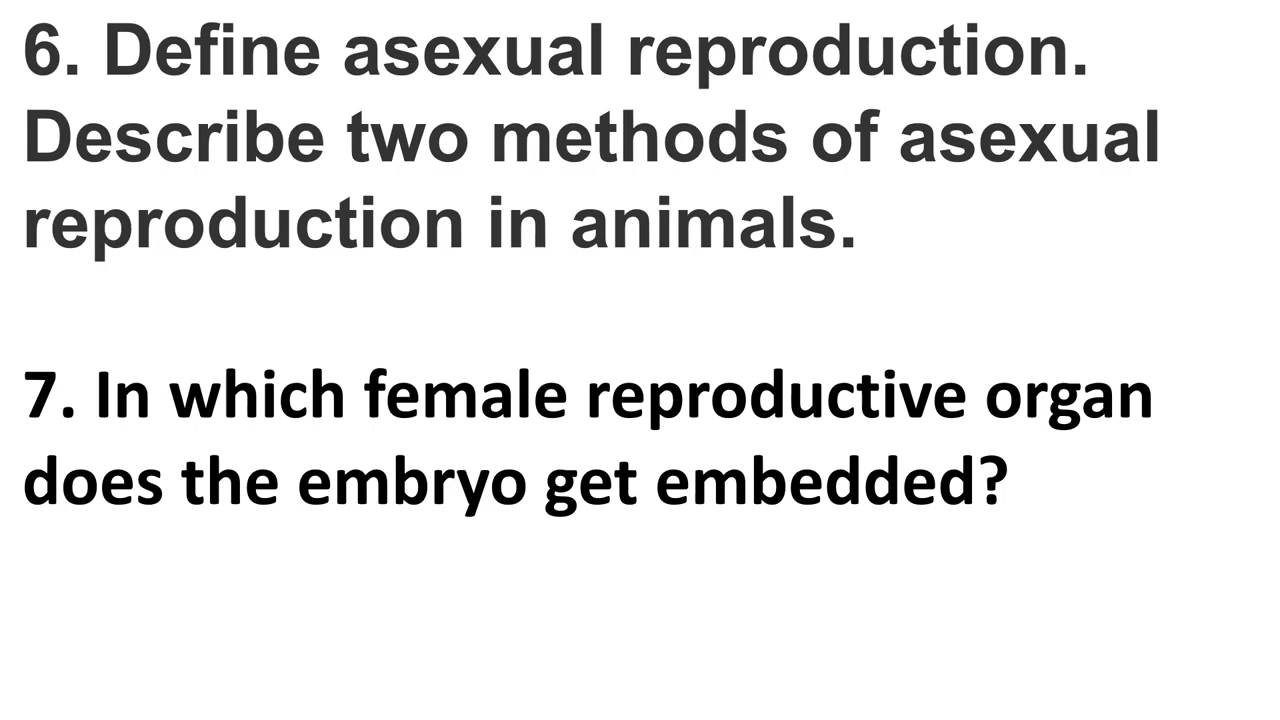 6. Define asexual reproduction.
Describe two methods of asexual
reproduction in animals.
7. In which female reproductive organ
does the embryo get embedded?